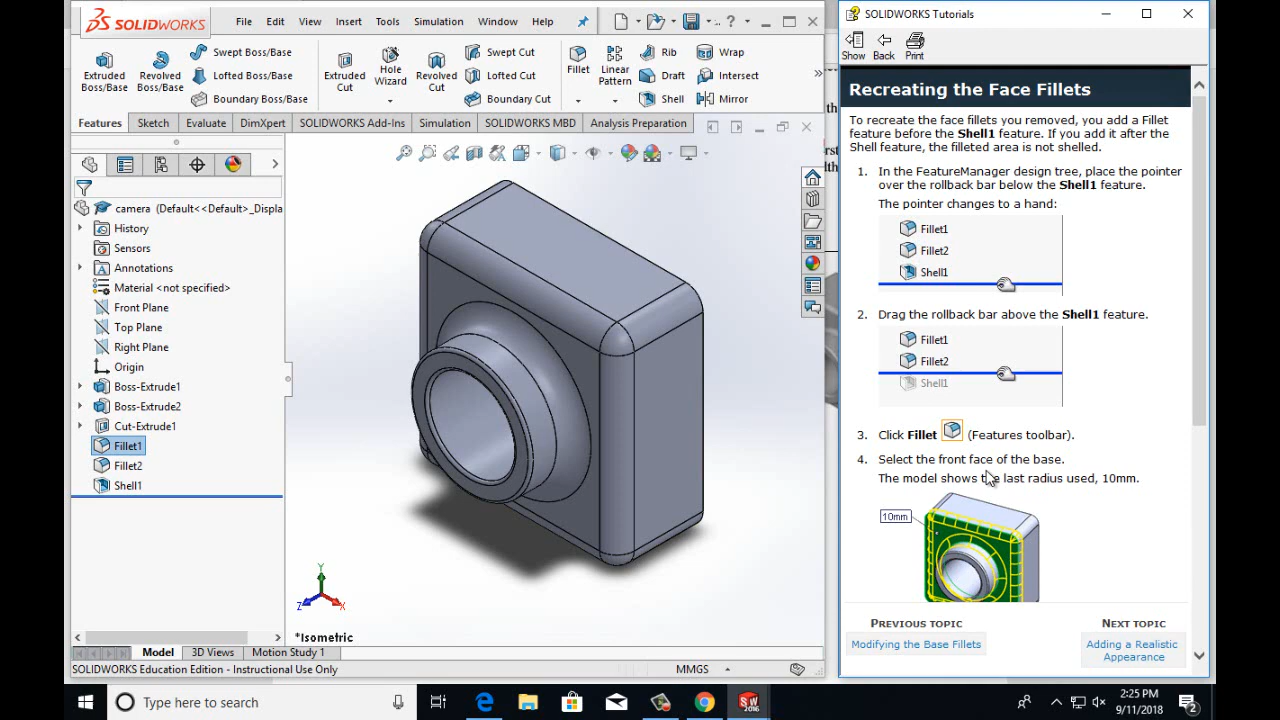 SOLIDWORKS
File Edit View Insert Tools Simulation Window Help
Extruded Boss/Base
Revolved Boss/Base
Swept Boss/Base
Lofted Boss/Base
Boundary Boss/Base
Extruded Cut
Hole Wizard
Revolved Cut
Swept Cut
Lofted Cut
Boundary Cut
Fillet
Linear Pattern
Rib
Draft
Shell
Wrap
Intersect
Mirror
Features Sketch Evaluate DimXpert SOLIDWORKS Add-Ins Simulation SOLIDWORKS MBD Analysis Preparation
camera (Default<<Default>_Displa
History
Sensors
Annotations
Material <not specified>
Front Plane
Top Plane
Right Plane
Origin
Boss-Extrude1
Boss-Extrude2
Cut-Extrude1
Fillet1
Fillet2
Shell1
Y
Z X
*Isometric
Model 3D Views Motion Study 1
SOLIDWORKS Education Edition - Instructional Use Only
MMGS
SOLIDWORKS Tutorials
Show Back Print
Recreating the Face Fillets
To recreate the face fillets you removed, you add a Fillet
feature before the Shell1 feature. If you add it after the
Shell feature, the filleted area is not shelled.
1. In the FeatureManager design tree, place the pointer
over the rollback bar below the Shell1 feature.
The pointer changes to a hand:
Fillet1
Fillet2
Shell1
2. Drag the rollback bar above the Shell1 feature.
Fillet1
Fillet2
Shell1
3. Click Fillet (Features toolbar).
4. Select the front face of the base.
The model shows the last radius used, 10mm.
10mm
PREVIOUS TOPIC
Modifying the Base Fillets
NEXT TOPIC
Adding a Realistic
Appearance
Type here to search
SW
2016
2:25 PM
9/11/2018
2